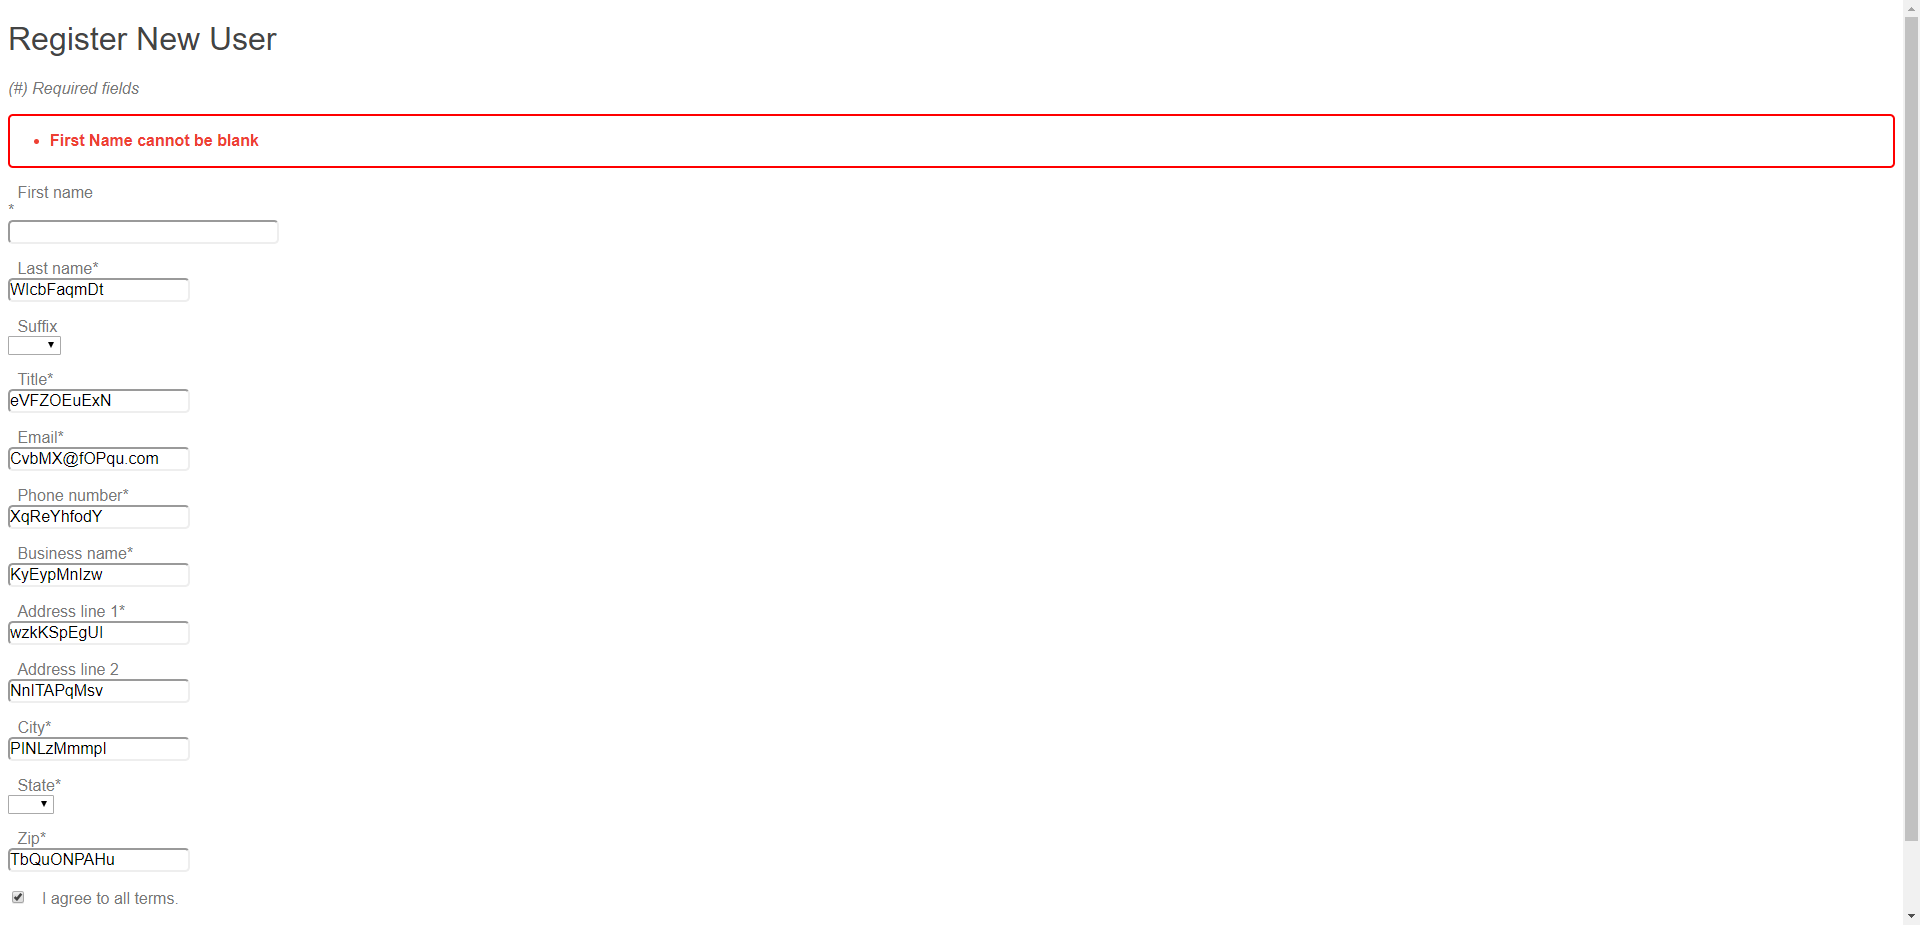 Register New User
(#) Required fields
First Name cannot be blank
First name
*
Last name*
WIcbFaqmDt
Suffix
Title*
eVFZOEuExN
Email*
CvbMX@fOPqu.com
Phone number*
XqReYhfodY
Business name*
KyEypMnIzw
Address line 1*
wzkKSpEgUI
Address line 2
NnITAPqMsv
City*
PINLzMmmpI
State*
Zip*
TbQuONPAHu
I agree to all terms.